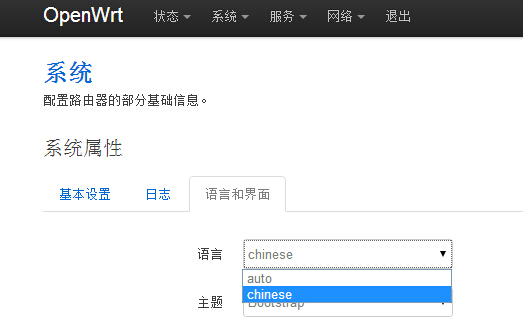 OpenWrt 状态 系统 服务 网络 退出
系统
配置路由器的部分基础信息。
系统属性
基本设置 日志 语言和界面
语言 chinese
auto
chinese
主题 Bootstrap